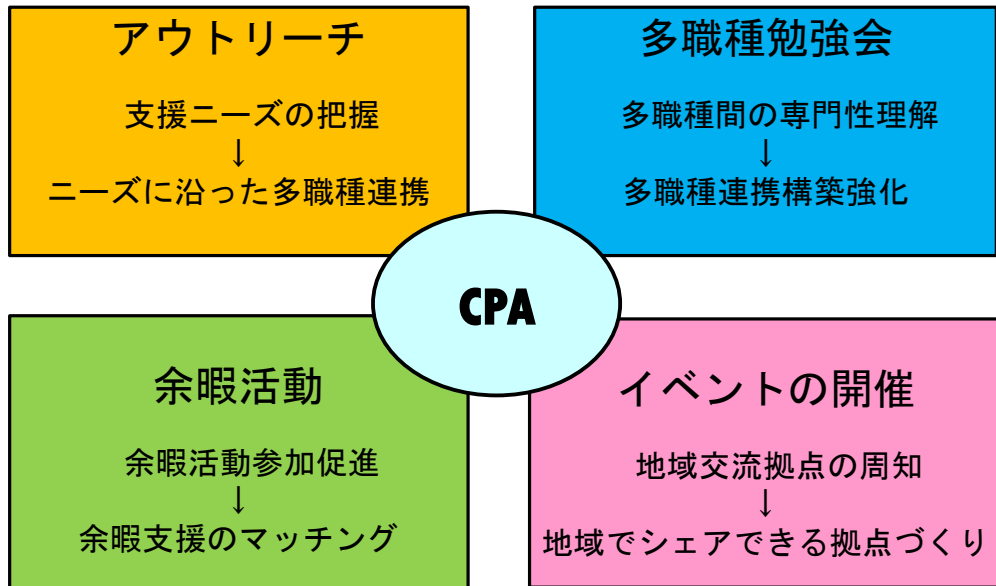 アウトリーチ
支援ニーズの把握
↓
ニーズに沿った多職種連携
多職種勉強会
多職種間の専門性理解
↓
多職種連携構築強化
CPA
余暇活動
余暇活動参加促進
↓
余暇支援のマッチング
イベントの開催
地域交流拠点の周知
↓
地域でシェアできる拠点づくり